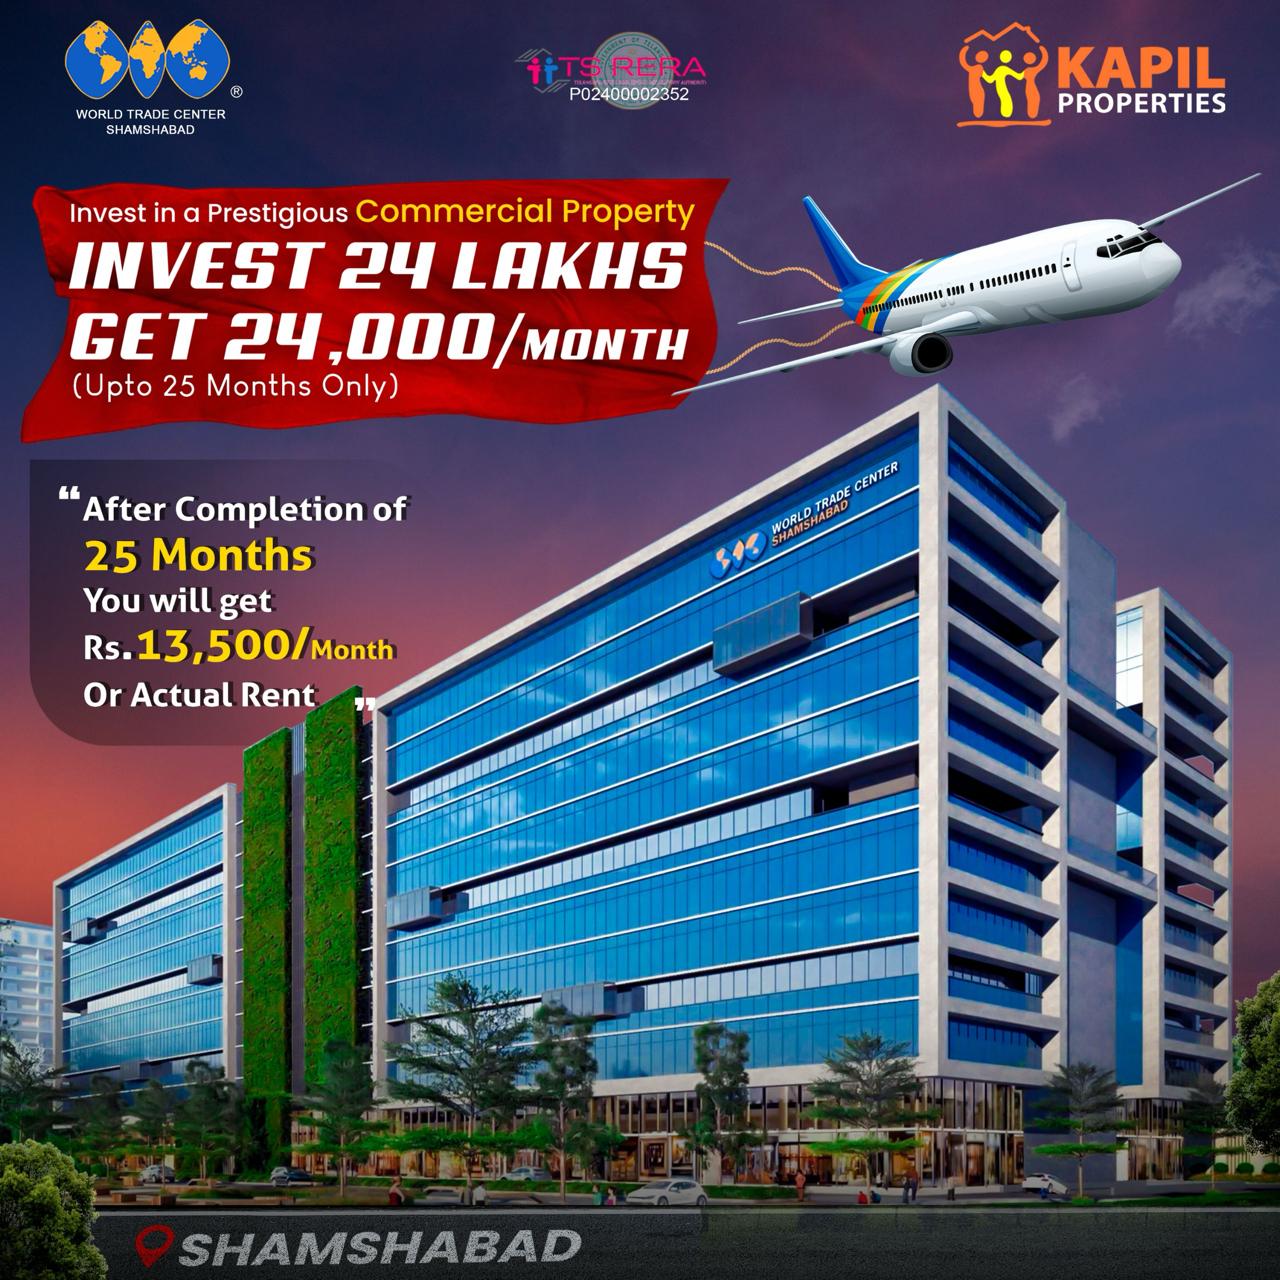 WORLD TRADE CENTER
SHAMSHABAD
®
TS RERA
P02400002352
KAPIL
PROPERTIES
Invest in a Prestigious Commercial Property
INVEST 24 LAKHS
GET 24,000/MONTH
(Upto 25 Months Only)
“After Completion of
25 Months
You will get
Rs.13,500/Month
Or Actual Rent ”
WORLD TRADE CENTER
SHAMSHABAD
SHAMSHABAD